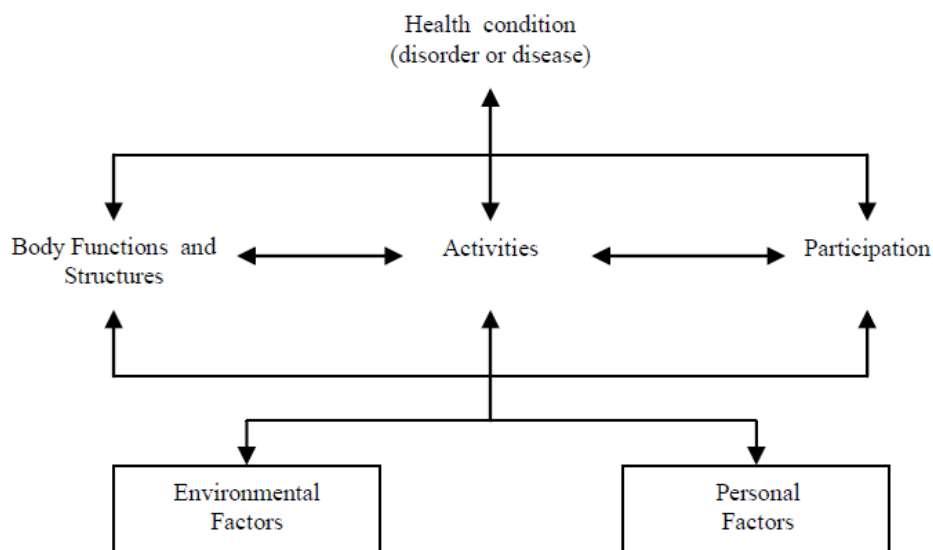 Health condition
(disorder or disease)
Body Functions and
Structures
Activities
Participation
Environmental
Factors
Personal
Factors